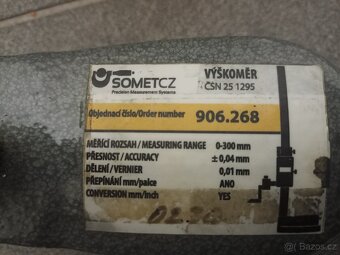 SOMETCZ
Precision Measurement Systems
VÝŠKOMĚR
ČSN 25 1295
Objednací číslo/Order number
906.268
MĚŘÍCÍ ROZSAH / MEASURING RANGE 0-300 mm
PŘESNOST / ACCURACY ± 0,04 mm
DĚLENÍ / VERNIER 0,01 mm
PŘEPÍNÁNÍ mm/palce ANO
CONVERSION mm/inch YES
Bazoš.cz